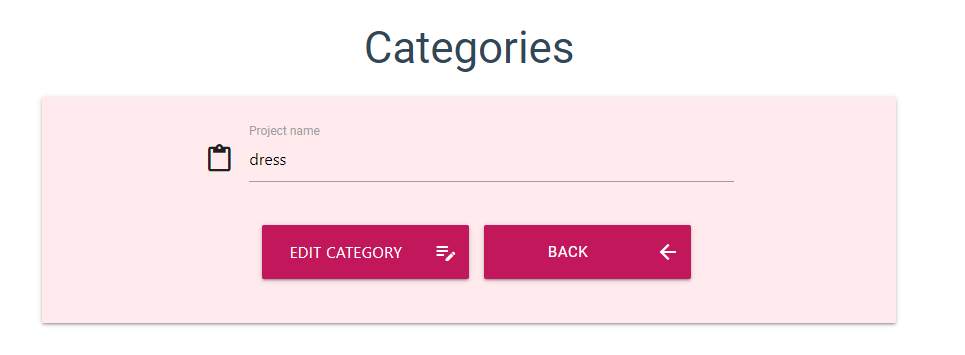 Categories
Project name
dress
EDIT CATEGORY
BACK